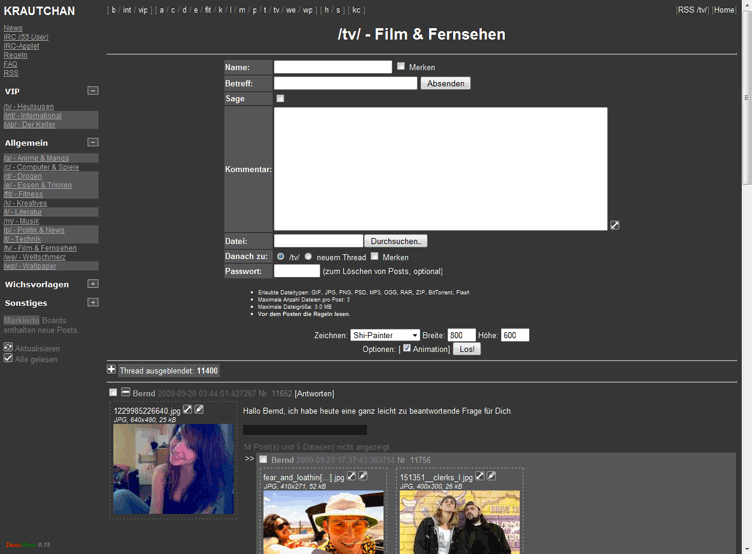 KRAUTCHAN
News
IRC (55 User)
IRC-Applet
Regeln
FAQ
RSS
VIP
/b/ - Heulsusen
/int/ - International
/vip/ - Der Keller
Allgemein
/a/ - Anime & Manga
/c/ - Computer & Spiele
/d/ - Drogen
/e/ - Essen & Trinken
/fit/ - Fitness
/k/ - Kreatives
/l/ - Literatur
/m/ - Musik
/p/ - Politik & News
/t/ - Technik
/tv/ - Film & Fernsehen
/we/ - Weltschmerz
/wp/ - Wallpaper
Wichsvorlagen
Sonstiges
Markierte Boards
enthalten neue Posts.
Aktualisieren
Alle gelesen
0.75
[ b / int / vip ] [ a / c / d / e / fit / k / l / m / p / t / tv / we / wp ] [ h / s ] [ kc ]
[RSS /tv/] [Home]
/tv/ - Film & Fernsehen
Name: Merken
Betreff: Absenden
Sage
Kommentar:
Datei: Durchsuchen..
Danach zu: /tv/ neuem Thread Merken
Passwort: (zum Löschen von Posts, optional)
Erlaubte Dateitypen: GIF, JPG, PNG, PSD, MP3, OGG, RAR, ZIP, BitTorrent, Flash
Maximale Anzahl Dateien pro Post: 3
Maximale Dateigröße: 3.0 MB
Vor dem Posten die Regeln lesen.
Zeichnen: Shi-Painter Breite: 800 Höhe: 600
Optionen: [ Animation] Los!
Thread ausgeblendet: 11400
Bernd 2009-09-20 03:44:01.427267 Nr. 11652 [Antworten]
1229985226640.jpg
JPG, 640x480, 25 kB
Hallo Bernd, ich habe heute eine ganz leicht zu beantwortende Frage für Dich.
14 Post(s) und 5 Datei(en) nicht angezeigt.
>> Bernd 2009-09-23 17:37:43.303714 Nr. 11756
fear_and_loathin[...].jpg
JPG, 410x271, 52 kB
151351__clerks_l.jpg
JPG, 400x300, 26 kB